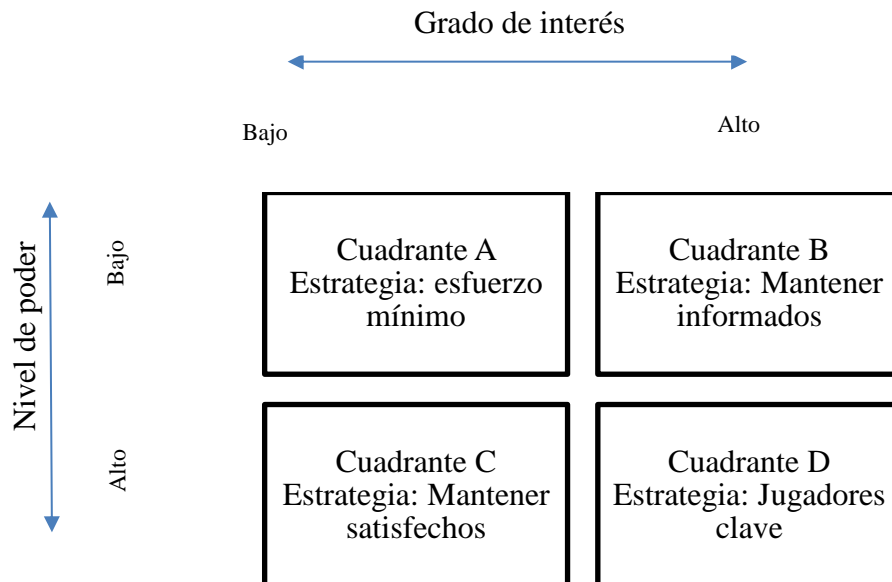 Grado de interés
Bajo
Alto
Nivel de poder
Bajo
Cuadrante A
Estrategia: esfuerzo
mínimo
Cuadrante B
Estrategia: Mantener
informados
Alto
Cuadrante C
Estrategia: Mantener
satisfechos
Cuadrante D
Estrategia: Jugadores
clave